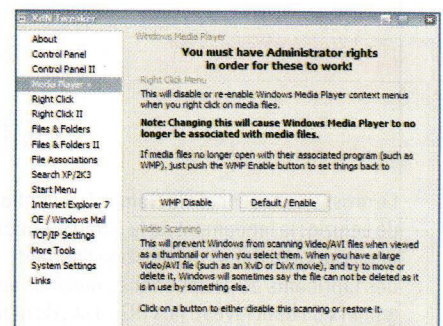 XdN Tweaker
About
Control Panel
Control Panel II
Media Player
Right Click
Right Click II
Files & Folders
Files & Folders II
File Associations
Search XP/2K3
Start Menu
Internet Explorer 7
OE / Windows Mail
TCP/IP Settings
More Tools
System Settings
Links
Windows Media Player
You must have Administrator rights
in order for these to work!
Right Click Menu
This will disable or re-enable Windows Media Player context menus
when you right click on media files.
Note: Changing this will cause Windows Media Player to no
longer be associated with media files.
If media files no longer open with their associated program (such as
WMP), just push the WMP Enable button to set things back to
WMP Disable
Default / Enable
Video Scanning
This will prevent Windows from scanning Video/AVI files when viewed
as a thumbnail or when you select them. When you have a large
Video/AVI file (such as an XviD or DivX movie), and try to move or
delete it, Windows will sometimes say the file can not be deleted as it
is in use by something else.
Click on a button to either disable this scanning or restore it.